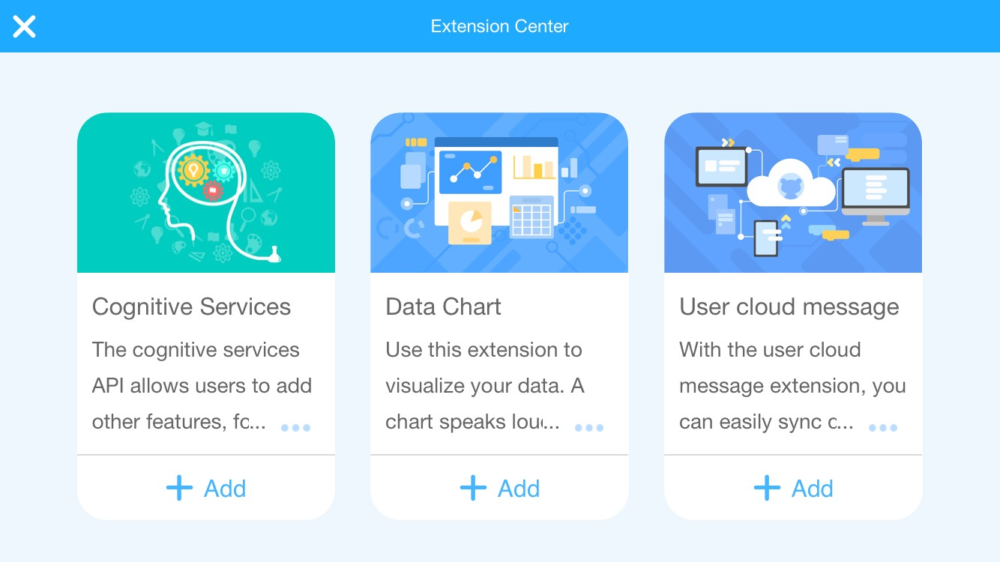 Extension Center
Cognitive Services
The cognitive services
API allows users to add
other features, fc...
Add
Data Chart
Use this extension to
visualize your data. A
chart speaks lou...
Add
User cloud message
With the user cloud
message extension, you
can easily sync c...
Add